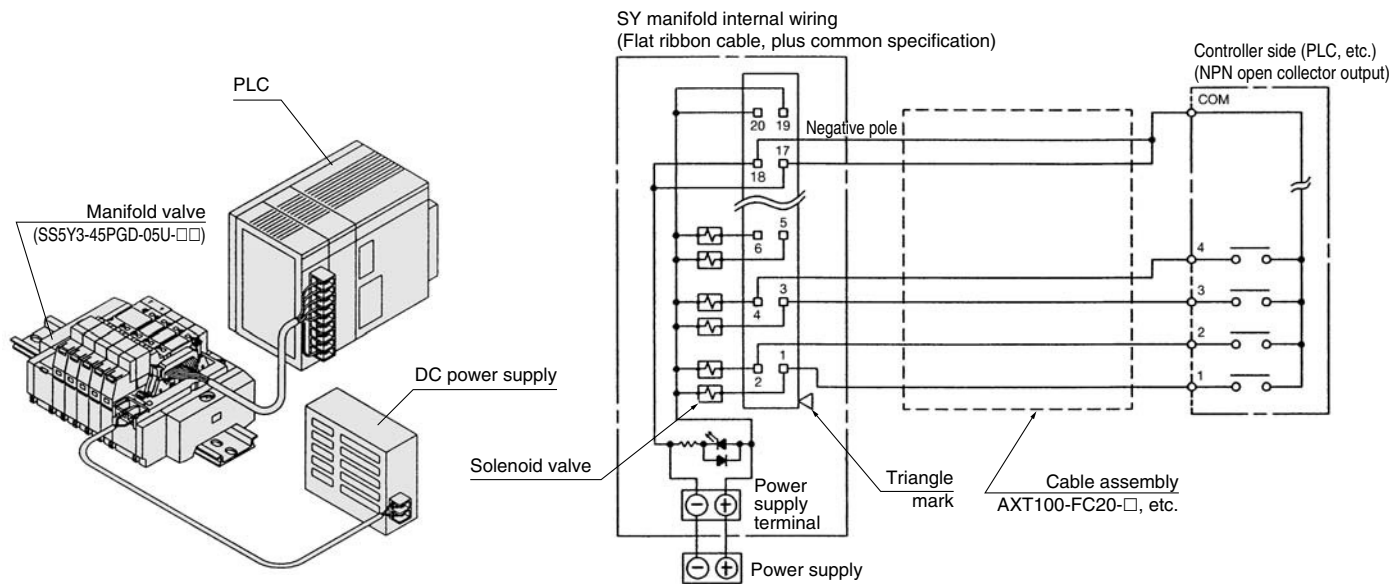 PLC
Manifold valve
(SS5Y3-45PGD-05U-□□)
DC power supply
SY manifold internal wiring
(Flat ribbon cable, plus common specification)
Controller side (PLC, etc.)
(NPN open collector output)
COM
20 19
Negative pole
17
18
5
6
4
3
3
4
2
1
2
1
Solenoid valve
Triangle
mark
Cable assembly
AXT100-FC20-□, etc.
Power
supply
terminal
− +
− +
Power supply